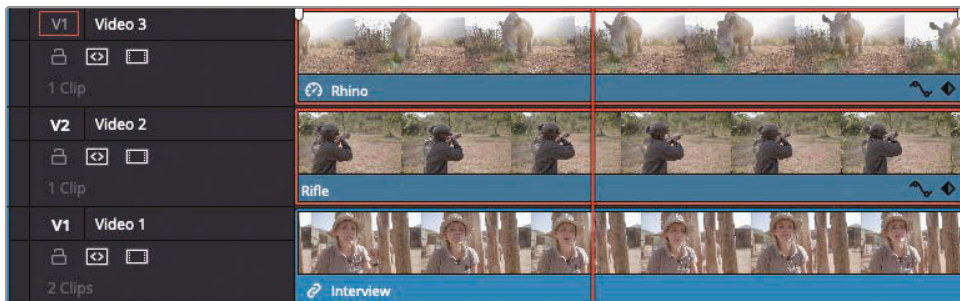 V1 Video 3
1 Clip
Rhino
V2 Video 2
1 Clip
Rifle
V1 Video 1
2 Clips
Interview